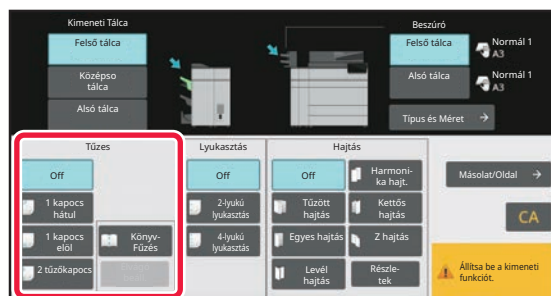 Kimeneti Tálca
Felső tálca
Középso
tálca
Alsó tálca
Beszúró
Felső tálca
Normál 1
A3
Alsó tálca
Normál 1
A3
Típus és Méret
Tűzes
Off
1 kapocs
hátul
1 kapocs
elöl
2 tűzőkapocs
Könyv-
Fűzés
Lyukasztás
Off
2-lyukú
lyukasztás
4-lyukú
lyukasztás
Hajtás
Off
Harmoni-
ka hajt.
Tűzött
hajtás
Kettős
hajtás
Egyes hajtás
Z hajtás
Levél
hajtás
Részle-
tek
Másolat/Oldal
CA
Állítsa be a kimeneti
funkciót.